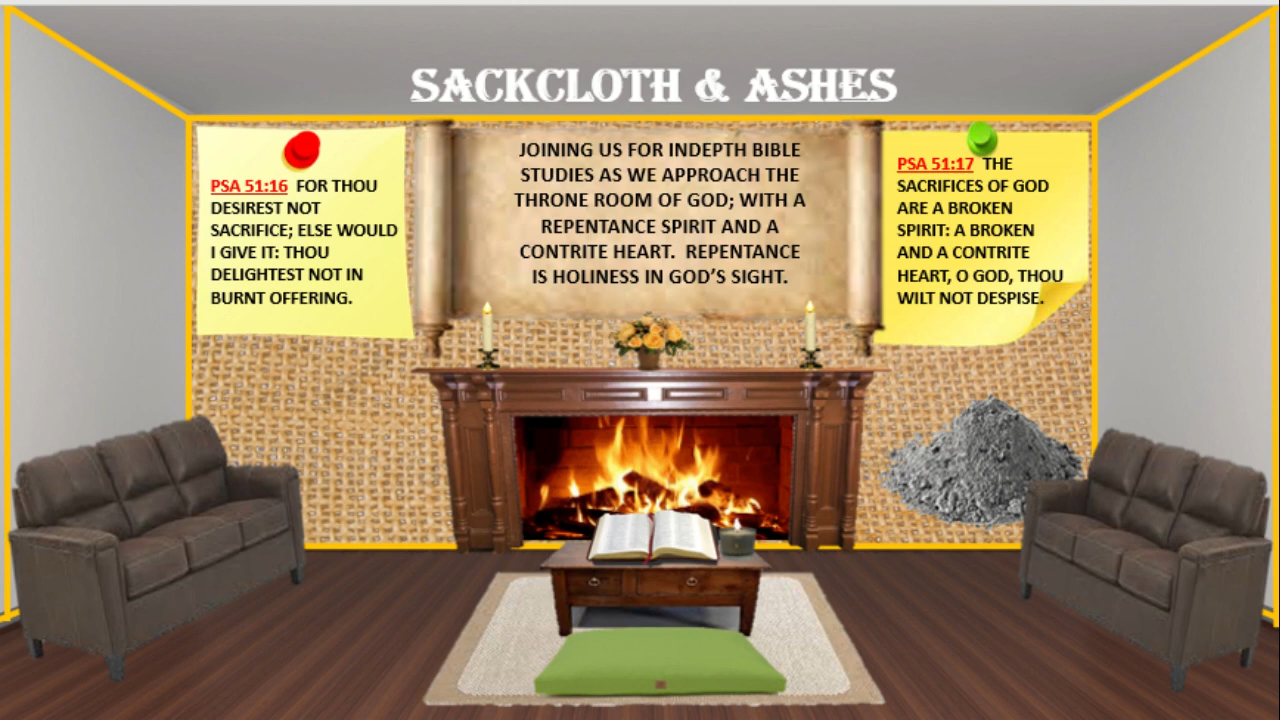 SACKCLOTH & ASHES
PSA 51:16 FOR THOU
DESIREST NOT
SACRIFICE; ELSE WOULD
I GIVE IT: THOU
DELIGHTEST NOT IN
BURNT OFFERING.
JOINING US FOR INDEPTH BIBLE
STUDIES AS WE APPROACH THE
THRONE ROOM OF GOD; WITH A
REPENTANCE SPIRIT AND A
CONTRITE HEART. REPENTANCE
IS HOLINESS IN GOD'S SIGHT.
PSA 51:17 THE
SACRIFICES OF GOD
ARE A BROKEN
SPIRIT: A BROKEN
AND A CONTRITE
HEART, O GOD, THOU
WILT NOT DESPISE.